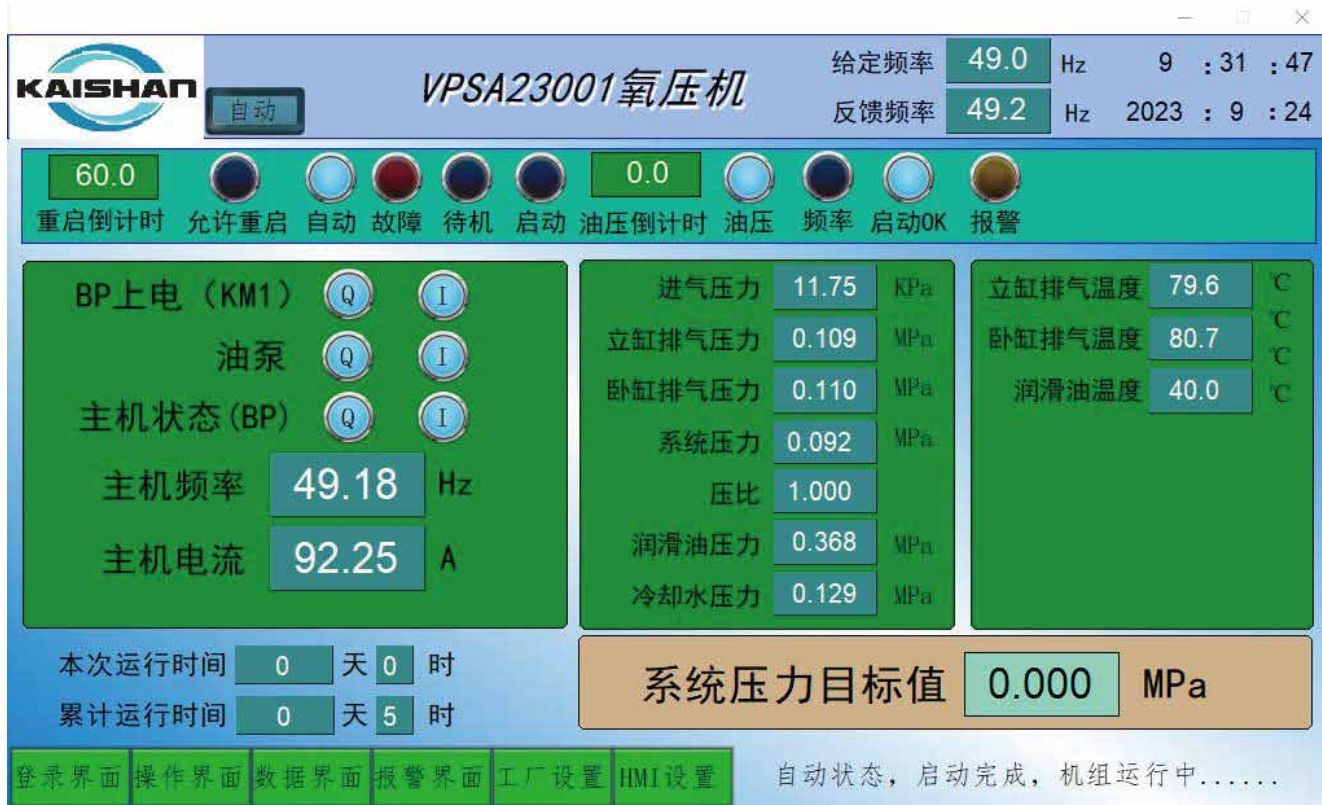 KAISHAN
自动
VPSA23001氧压机
给定频率 49.0 Hz 9 : 31 : 47
反馈频率 49.2 Hz 2023 : 9 : 24
60.0 0.0
重启倒计时 允许重启 自动 故障 待机 启动 油压倒计时 油压 频率 启动OK 报警
BP上电（KM1） Q I
油泵 Q I
主机状态(BP) Q I
主机频率 49.18 Hz
主机电流 92.25 A
进气压力 11.75 KPa
立缸排气压力 0.109 MPa
卧缸排气压力 0.110 MPa
系统压力 0.092 MPa
压比 1.000
润滑油压力 0.368 MPa
冷却水压力 0.129 MPa
立缸排气温度 79.6 ℃
℃
卧缸排气温度 80.7
℃
润滑油温度 40.0 ℃
本次运行时间 0 天 0 时
累计运行时间 0 天 5 时
系统压力目标值 0.000 MPa
登录界面 操作界面 数据界面 报警界面 工厂设置 HMI设置
自动状态，启动完成，机组运行中......